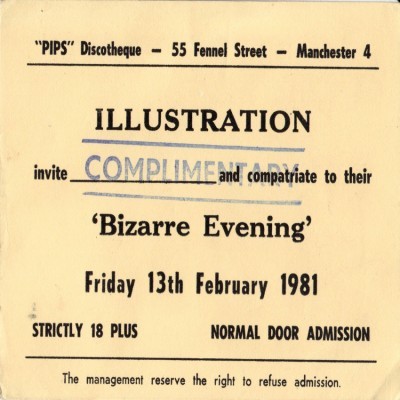 "PIPS" Discotheque – 55 Fennel Street – Manchester 4
ILLUSTRATION
COMPLIMENTARY
invite ____________ and compatriate to their
'Bizarre Evening'
Friday 13th February 1981
STRICTLY 18 PLUS NORMAL DOOR ADMISSION
The management reserve the right to refuse admission.